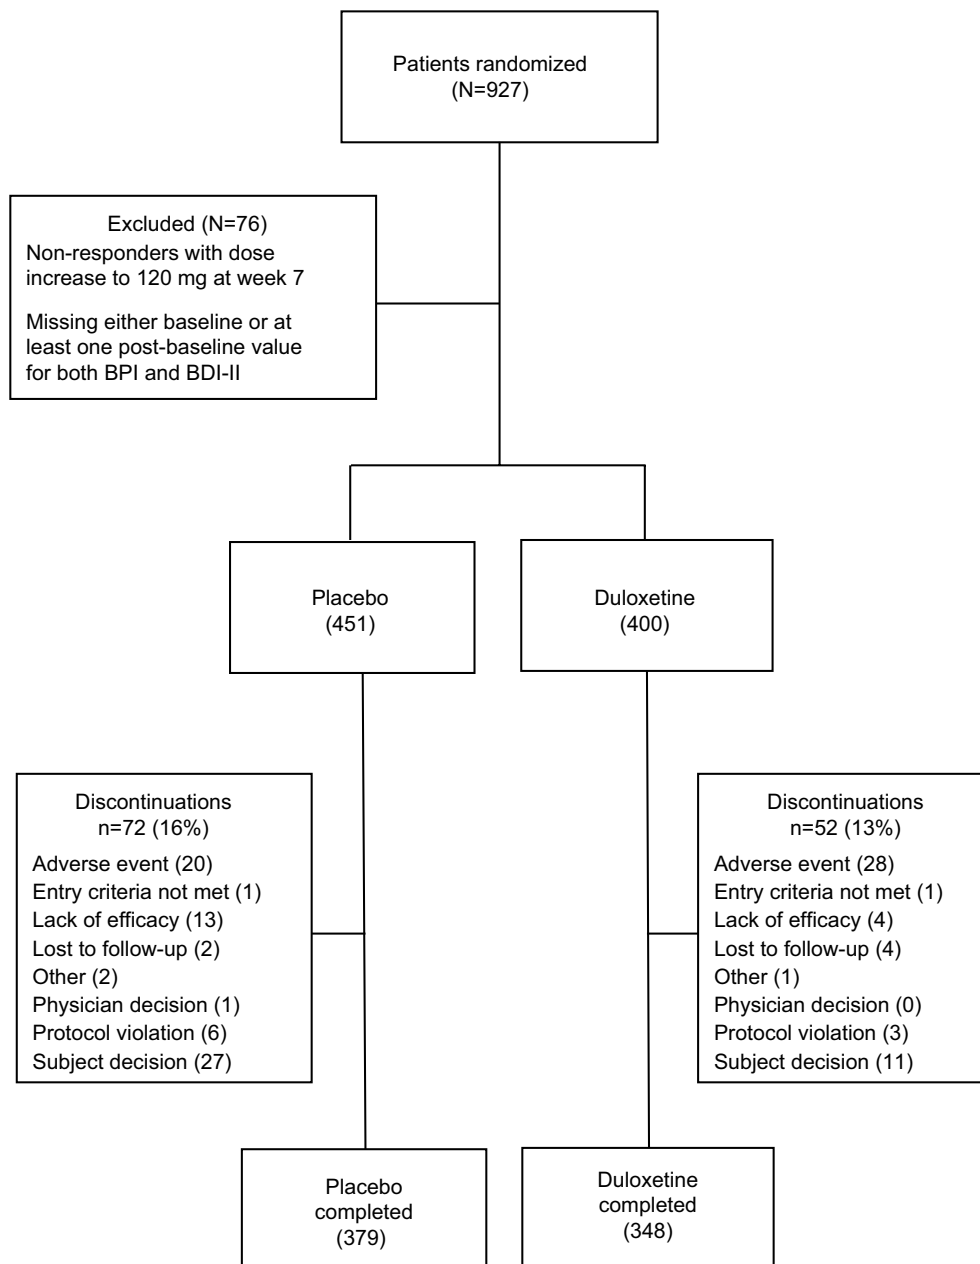 Patients randomized
(N=927)
Excluded (N=76)
Non-responders with dose
increase to 120 mg at week 7
Missing either baseline or at
least one post-baseline value
for both BPI and BDI-II
Placebo
(451)
Duloxetine
(400)
Discontinuations
n=72 (16%)
Adverse event (20)
Entry criteria not met (1)
Lack of efficacy (13)
Lost to follow-up (2)
Other (2)
Physician decision (1)
Protocol violation (6)
Subject decision (27)
Discontinuations
n=52 (13%)
Adverse event (28)
Entry criteria not met (1)
Lack of efficacy (4)
Lost to follow-up (4)
Other (1)
Physician decision (0)
Protocol violation (3)
Subject decision (11)
Placebo
completed
(379)
Duloxetine
completed
(348)